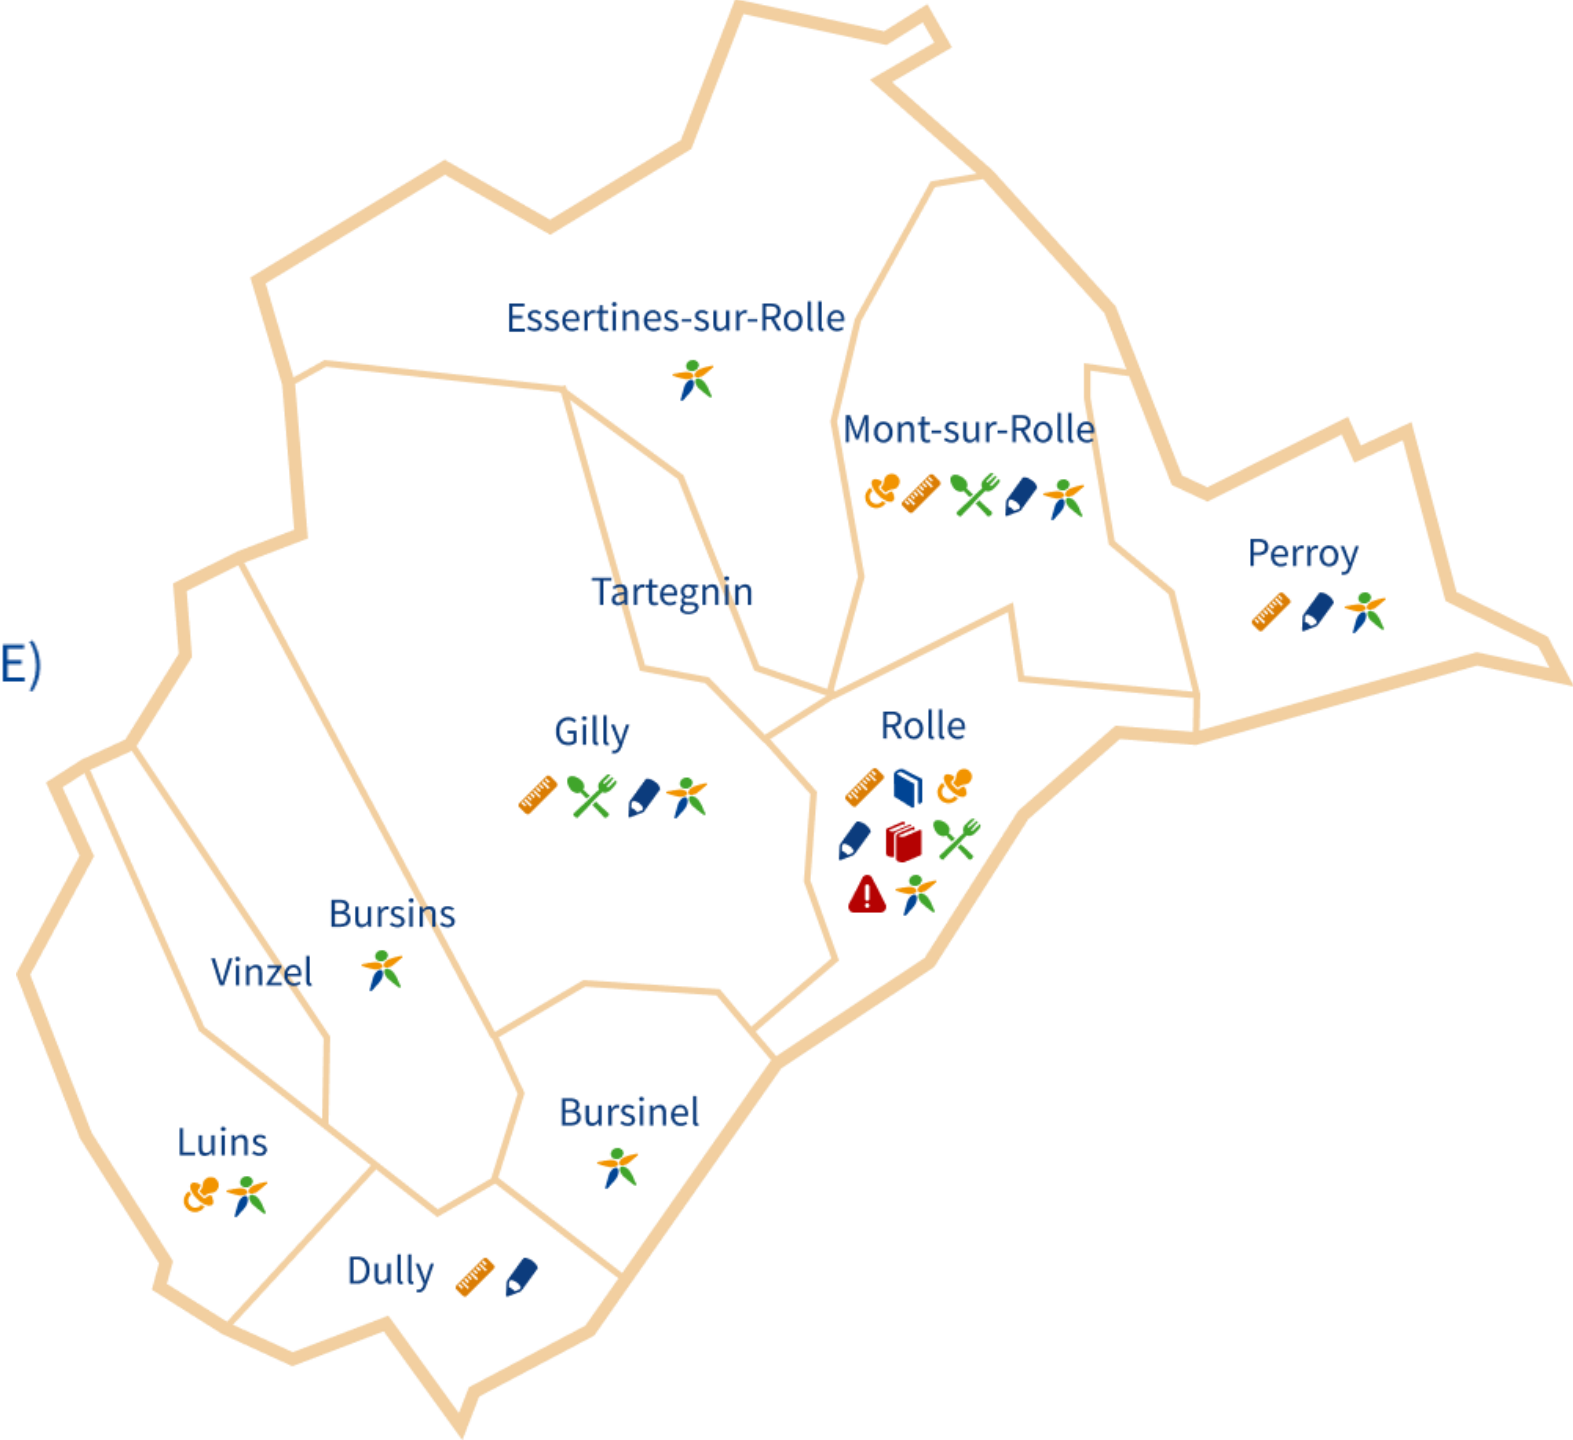 Essertines-sur-Rolle
Mont-sur-Rolle
Perroy
Tartegnin
E)
Gilly
Rolle
Bursins
Vinzel
Bursinel
Luins
Dully